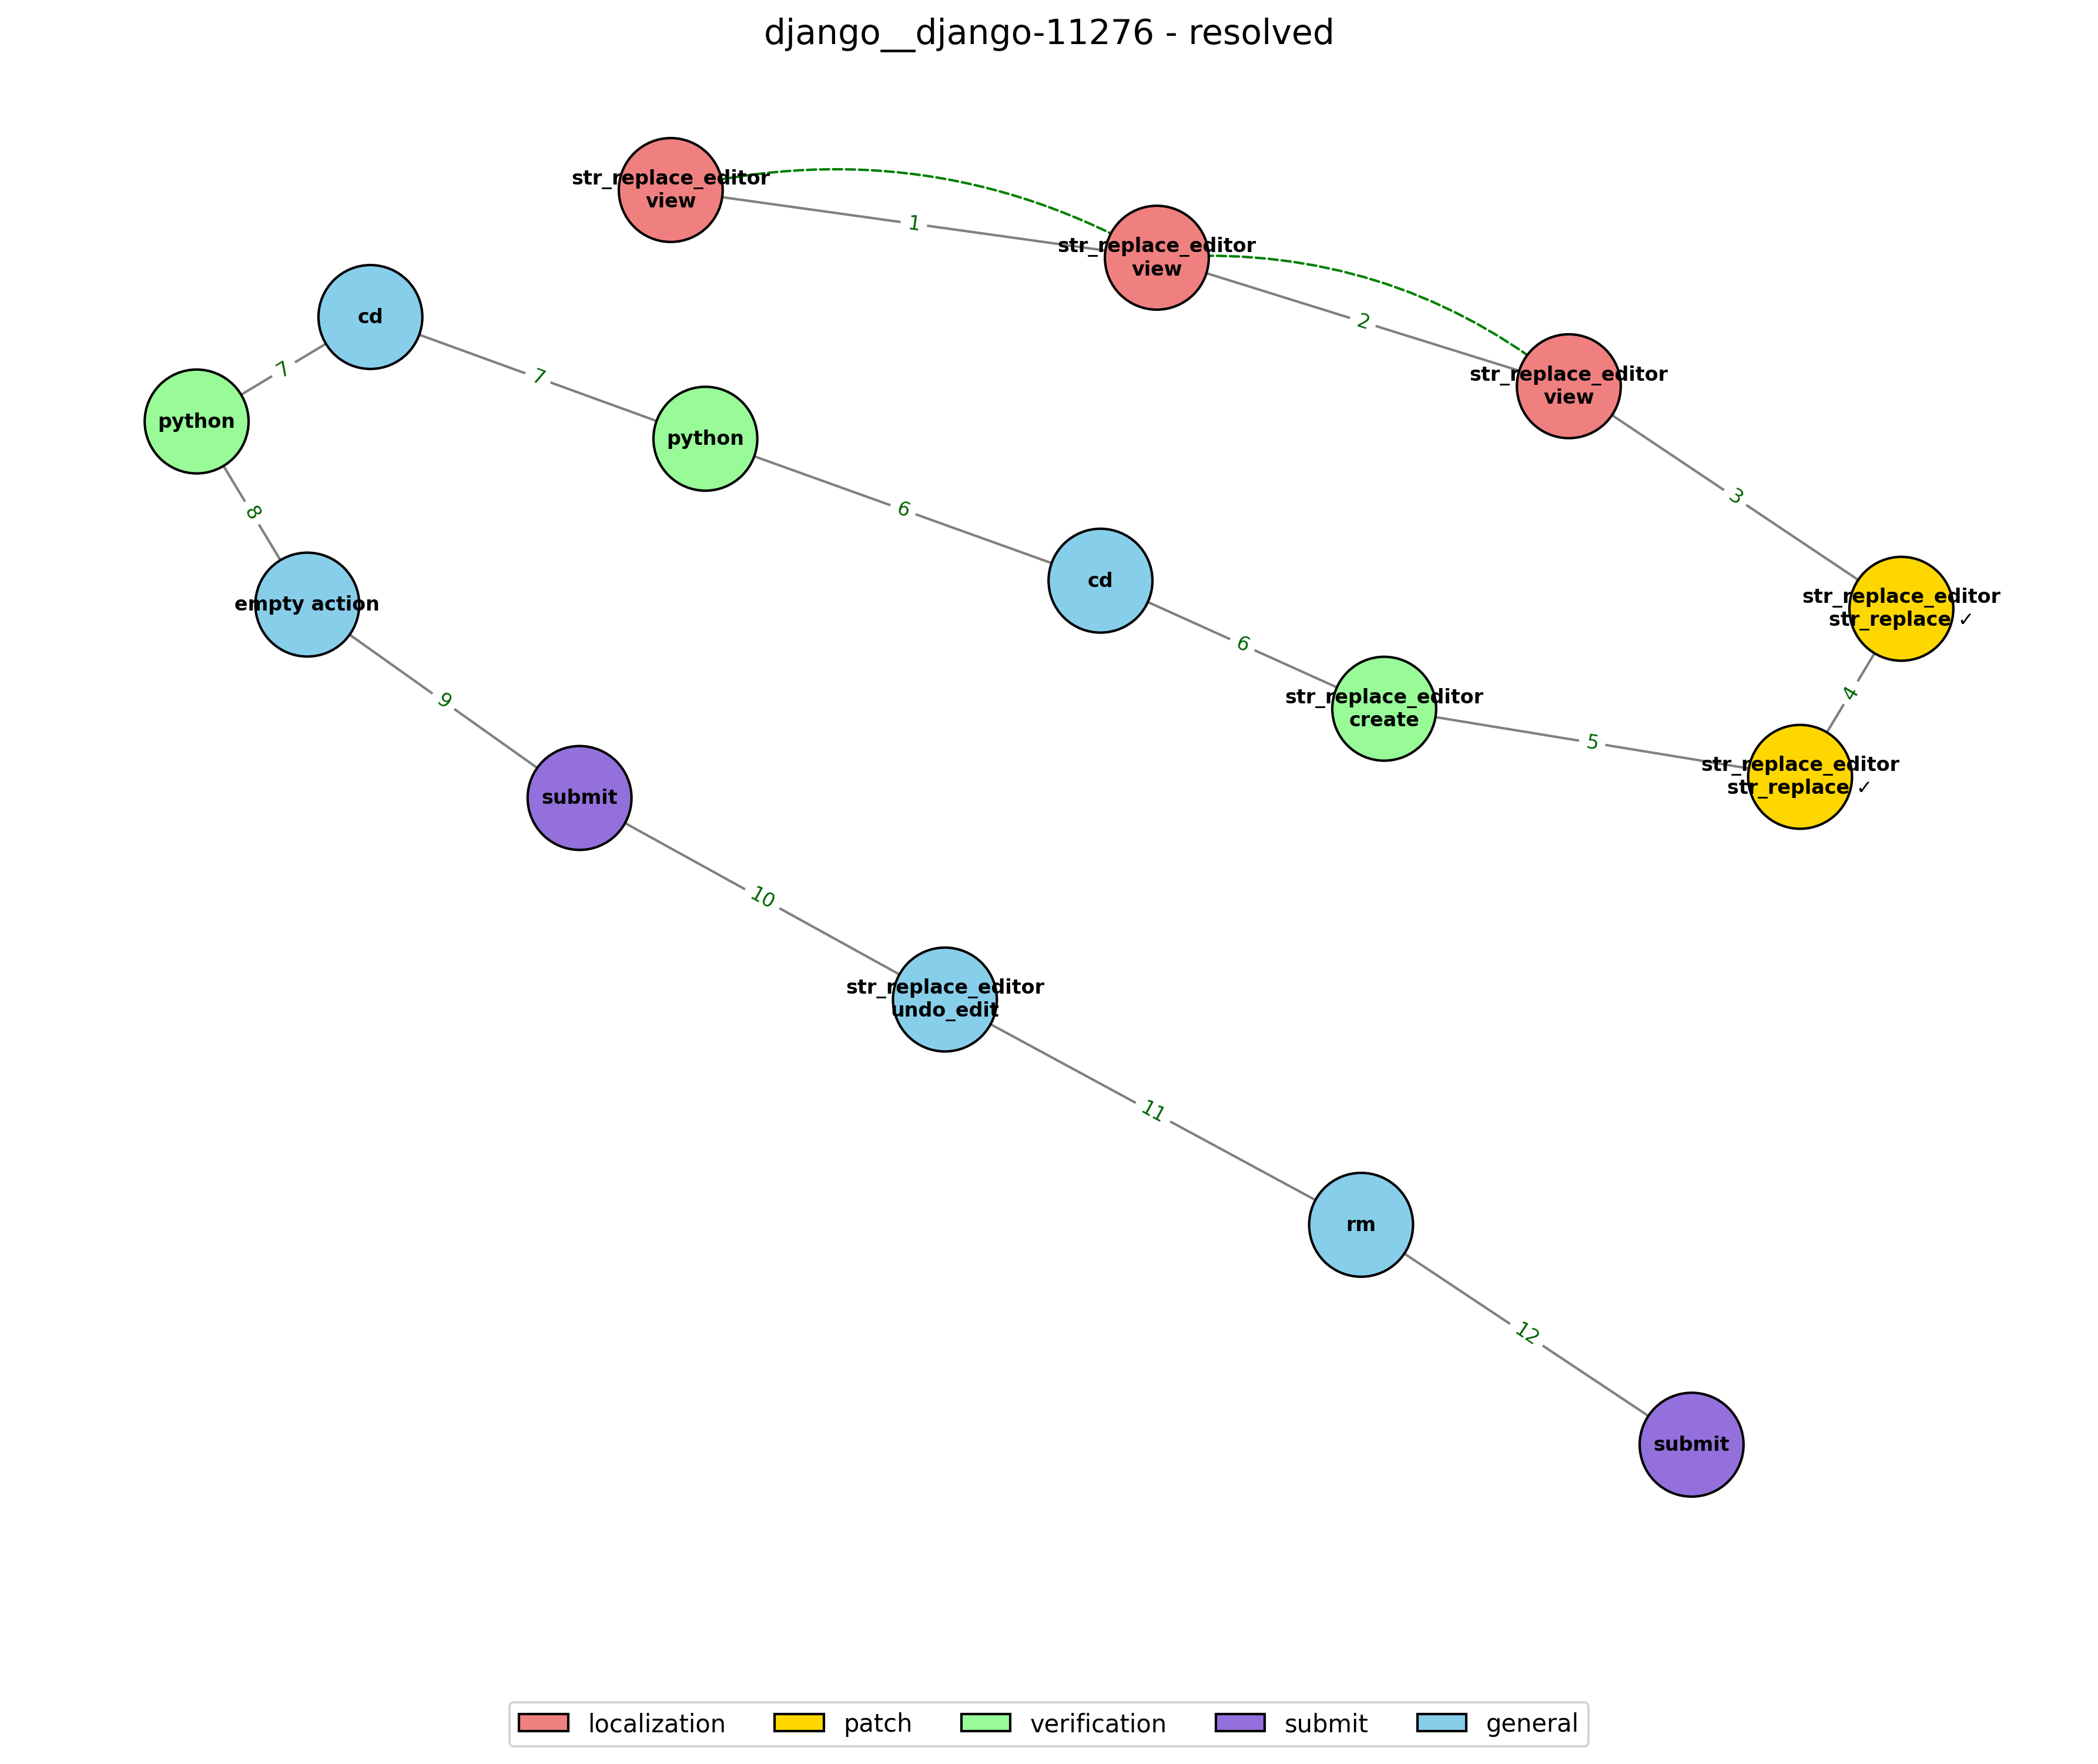 django__django-11276 - resolved
str_replace_editor
view
1
str_replace_editor
view
2
str_replace_editor
view
3
str_replace_editor
str_replace ✓
4
str_replace_editor
str_replace ✓
5
str_replace_editor
create
6
cd
6
python
7
cd
7
python
8
empty action
9
submit
10
str_replace_editor
undo_edit
11
rm
12
submit
localization
patch
verification
submit
general